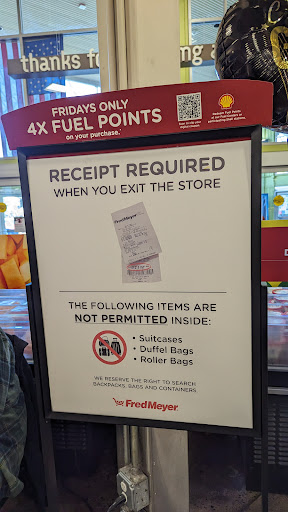 thanks fo
ng a
FRIDAYS ONLY
4X FUEL POINTS
on your purchase.*
RECEIPT REQUIRED
WHEN YOU EXIT THE STORE
FredMeyer
THE FOLLOWING ITEMS ARE
NOT PERMITTED INSIDE:
• Suitcases
• Duffel Bags
• Roller Bags
WE RESERVE THE RIGHT TO SEARCH
BACKPACKS, BAGS AND CONTAINERS
FredMeyer